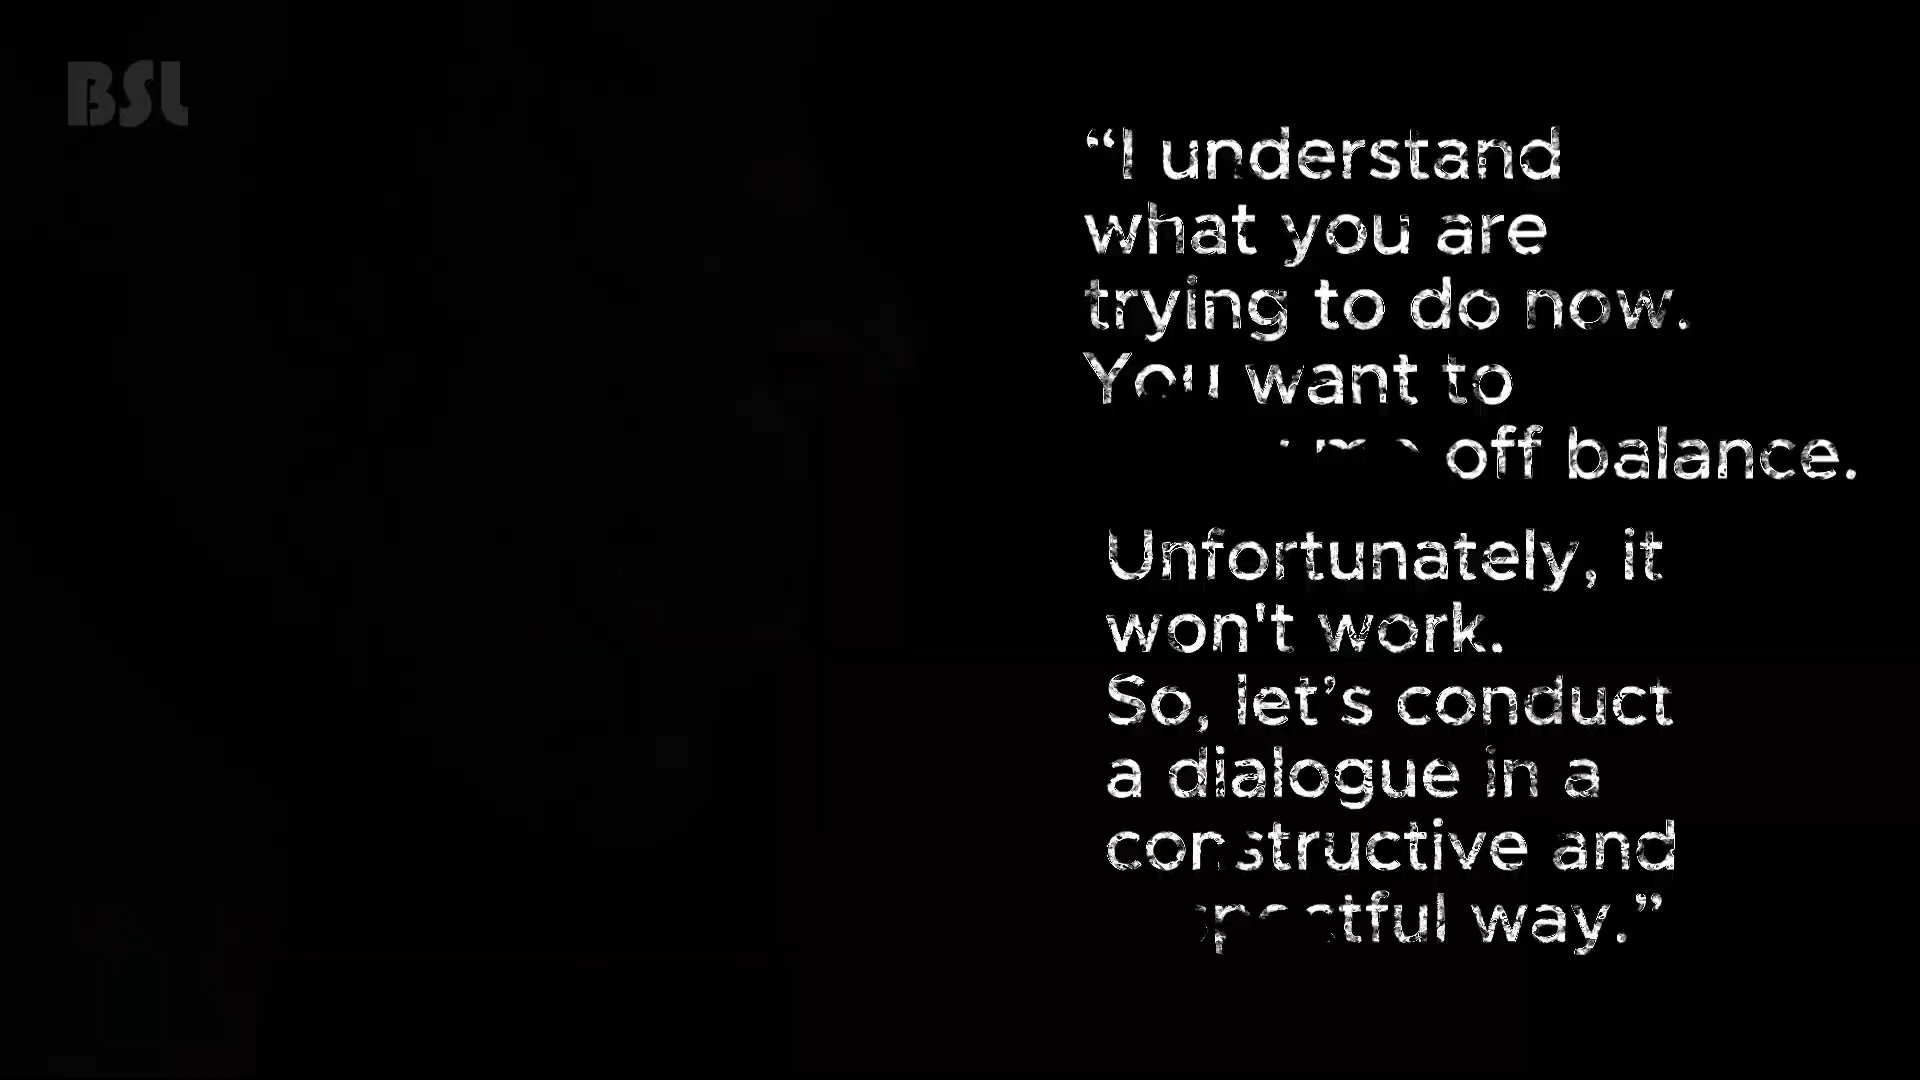 BSL
“I understand
what you are
trying to do now.
You want to
off balance.
Unfortunately, it
won't work.
So, let’s conduct
a dialogue in a
constructive and
way.”